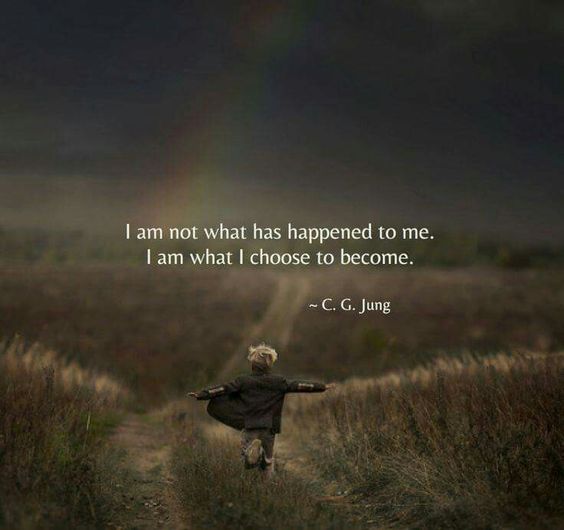 I am not what has happened to me.
I am what I choose to become.
~ C. G. Jung